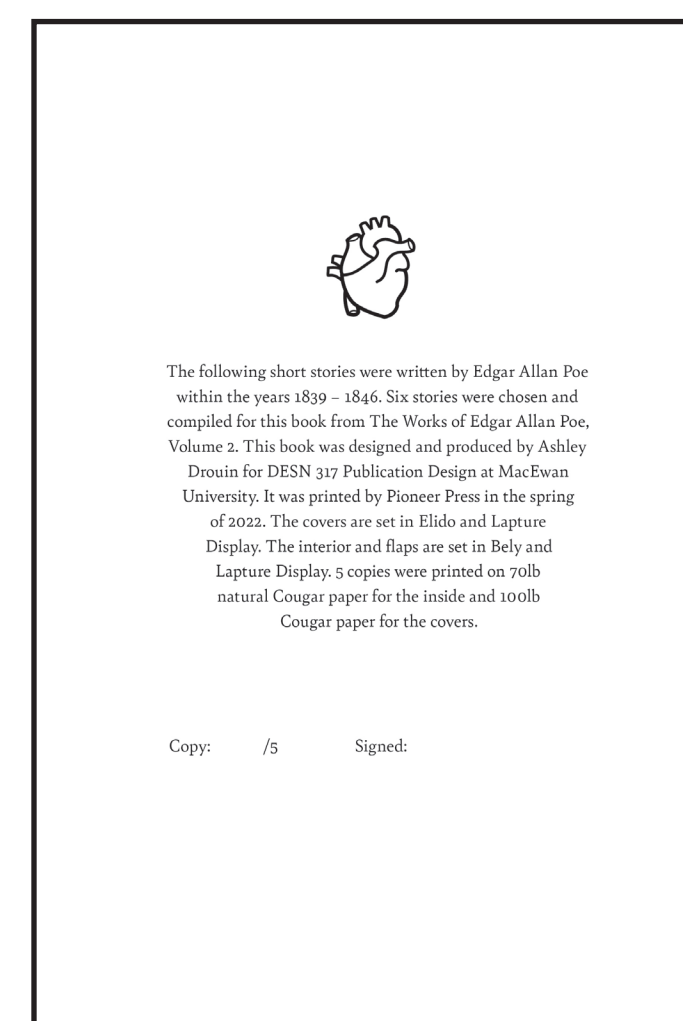 The following short stories were written by Edgar Allan Poe
within the years 1839 – 1846. Six stories were chosen and
compiled for this book from The Works of Edgar Allan Poe,
Volume 2. This book was designed and produced by Ashley
Drouin for DESN 317 Publication Design at MacEwan
University. It was printed by Pioneer Press in the spring
of 2022. The covers are set in Elido and Lapture
Display. The interior and flaps are set in Bely and
Lapture Display. 5 copies were printed on 70lb
natural Cougar paper for the inside and 100lb
Cougar paper for the covers.
Copy: /5 Signed: